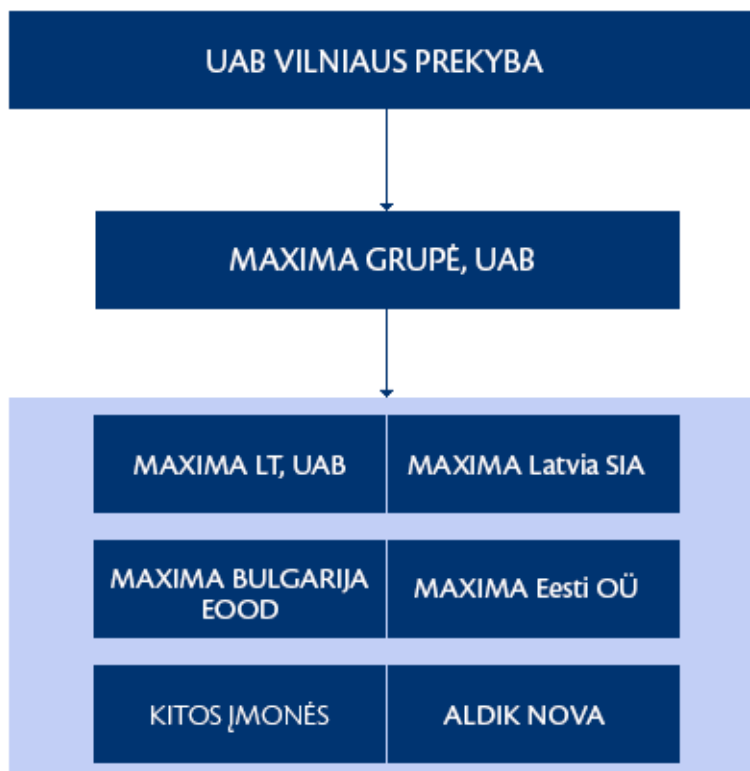 UAB VILNIAUS PREKYBA
MAXIMA GRUPĖ, UAB
MAXIMA LT, UAB
MAXIMA Latvia SIA
MAXIMA BULGARIJA
EOOD
MAXIMA Eesti OÜ
KITOS ĮMONĖS
ALDIK NOVA